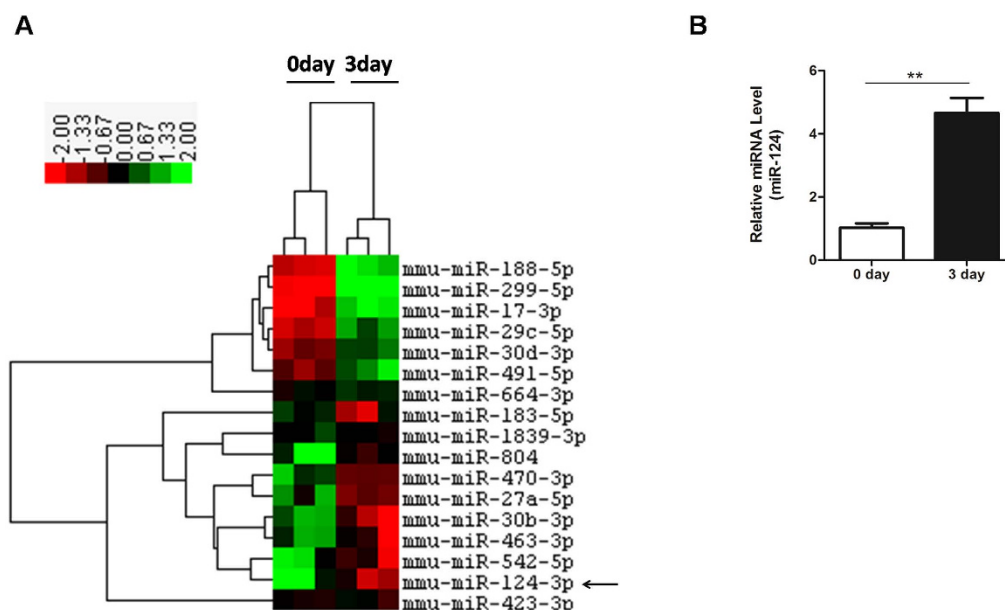 A
0day 3day
-2.00
-1.33
-0.67
0.00
0.67
1.33
2.00
mmu-miR-188-5p
mmu-miR-299-5p
mmu-miR-17-3p
mmu-miR-29c-5p
mmu-miR-30d-3p
mmu-miR-491-5p
mmu-miR-664-3p
mmu-miR-183-5p
mmu-miR-1839-3p
mmu-miR-804
mmu-miR-470-3p
mmu-miR-27a-5p
mmu-miR-30b-3p
mmu-miR-463-3p
mmu-miR-542-5p
mmu-miR-124-3p
mmu-miR-423-3p
B
Relative miRNA Level
(miR-124)
6
4
2
0
**
0 day 3 day